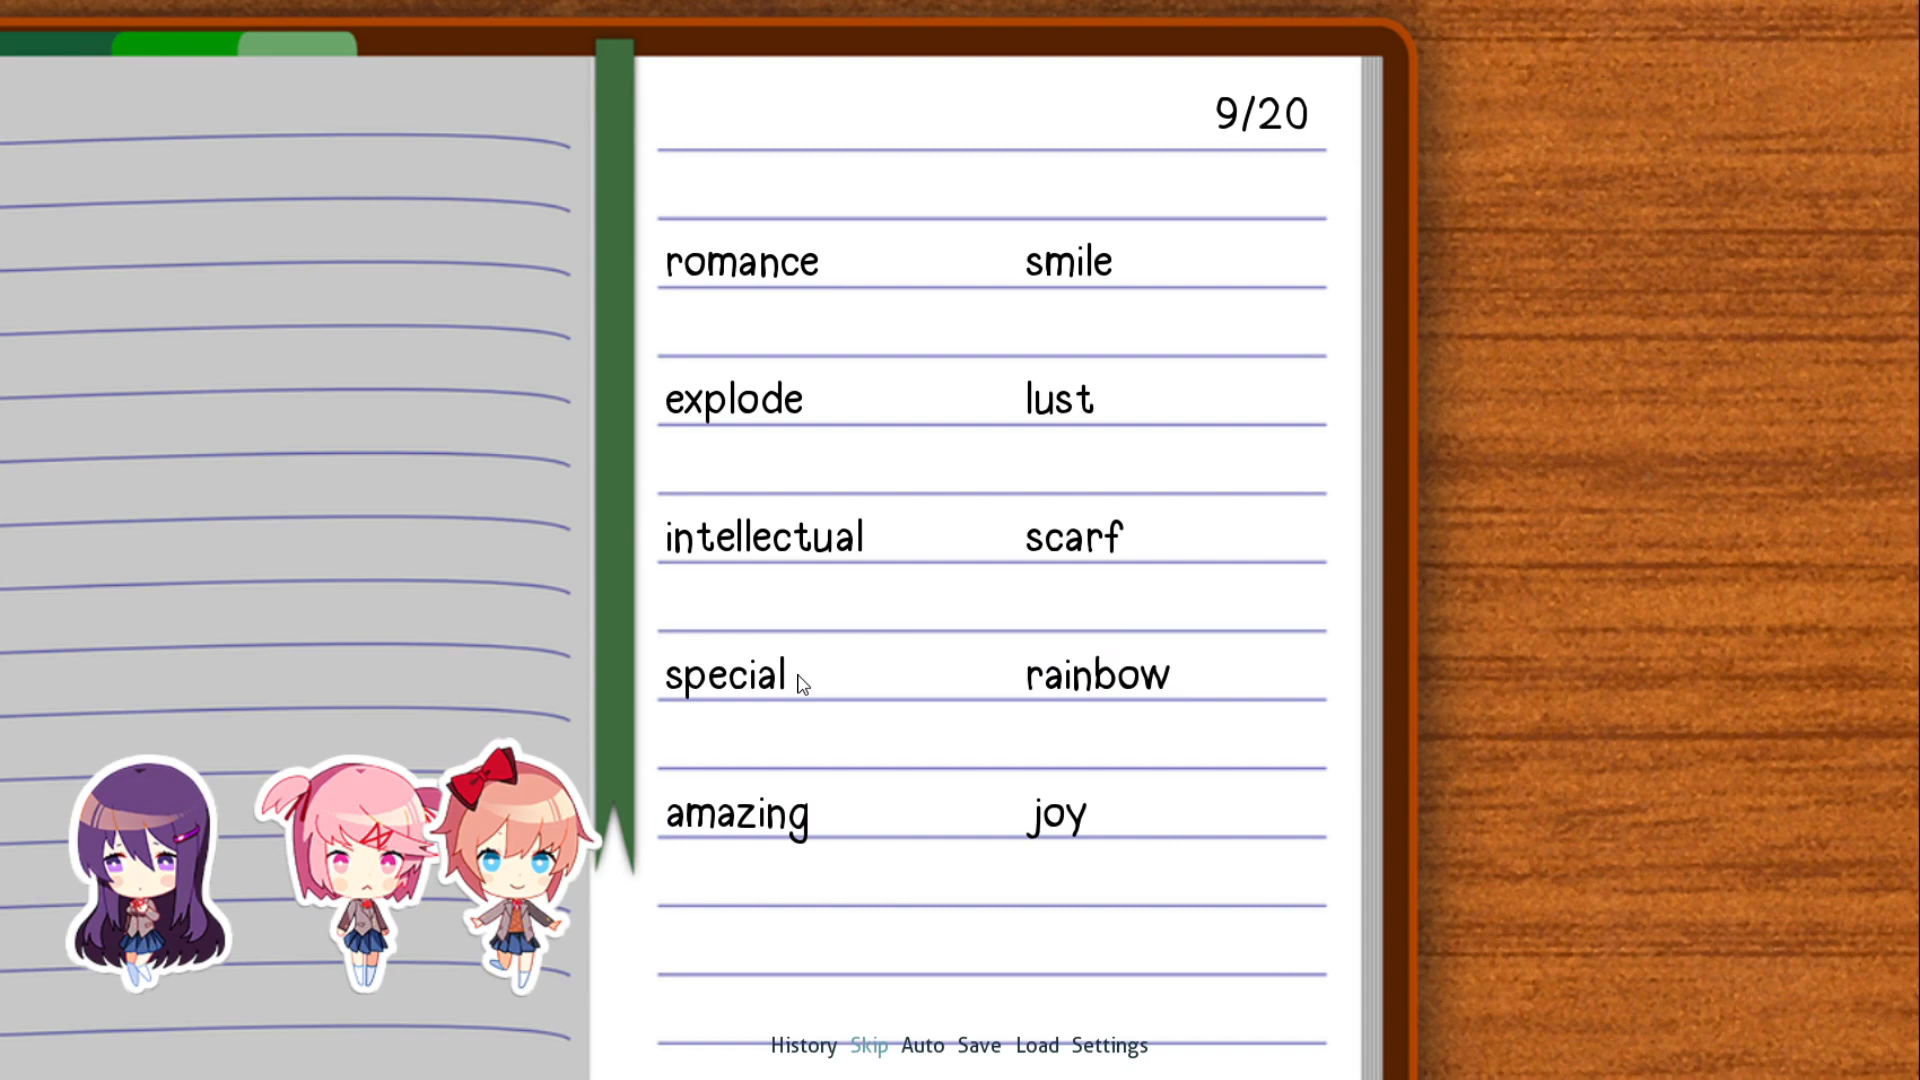 9/20
romance smile
explode lust
intellectual scarf
special rainbow
amazing joy
History Skip Auto Save Load Settings